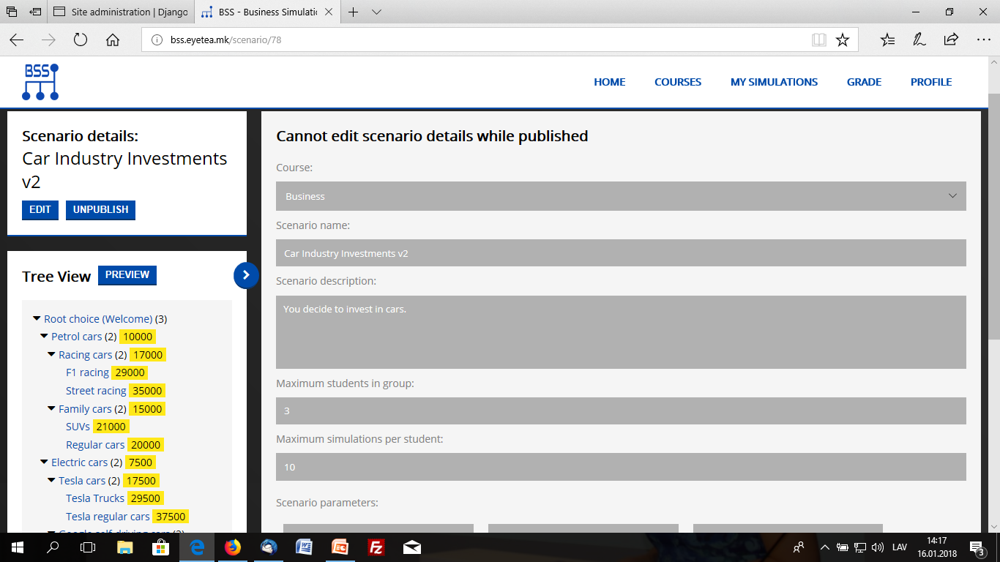 Site administration | Django
BSS - Business Simulatic
bss.eyetea.mk/scenario/78
BSS
HOME
COURSES
MY SIMULATIONS
GRADE
PROFILE
Scenario details:
Car Industry Investments
v2
EDIT
UNPUBLISH
Tree View
PREVIEW
Root choice (Welcome) (3)
Petrol cars (2) 10000
Racing cars (2) 17000
F1 racing 29000
Street racing 35000
Family cars (2) 15000
SUVs 21000
Regular cars 20000
Electric cars (2) 7500
Tesla cars (2) 17500
Tesla Trucks 29500
Tesla regular cars 37500
Cannot edit scenario details while published
Course:
Business
Scenario name:
Car Industry Investments v2
Scenario description:
You decide to invest in cars.
Maximum students in group:
3
Maximum simulations per student:
10
Scenario parameters:
LAV
14:17
16.01.2018
3